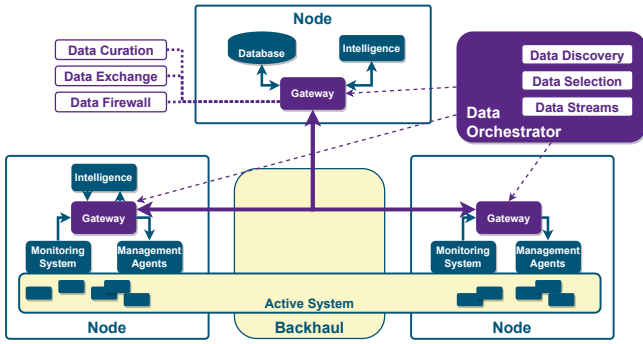 Node
Database
Intelligence
Gateway
Data Curation
Data Exchange
Data Firewall
Data Discovery
Data Selection
Data Streams
Data
Orchestrator
Intelligence
Gateway
Monitoring
System
Management
Agents
Gateway
Monitoring
System
Management
Agents
Active System
Node
Backhaul
Node